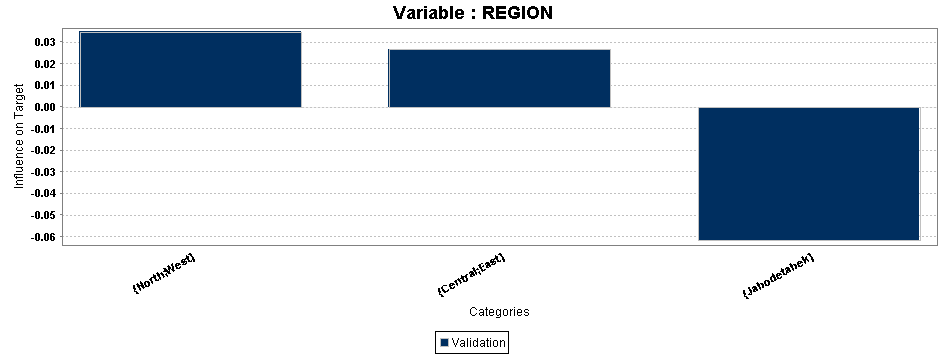 Variable : REGION
0.03
0.02
0.01
0.00
-0.01
-0.02
-0.03
-0.04
-0.05
-0.06
Influence on Target
{North;West}
{Central;East}
{Jabodetabek}
Categories
Validation